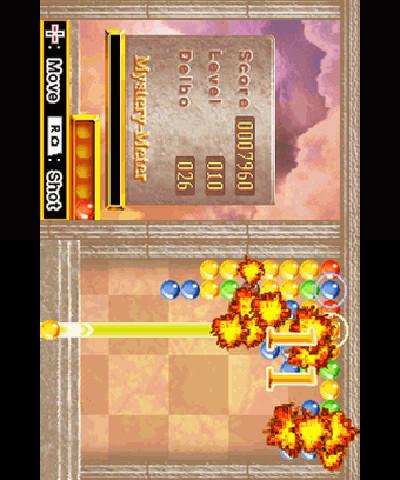 Score 0007960
Level 010
Delbo 026
Mystery-Meter
: Move R : Shot